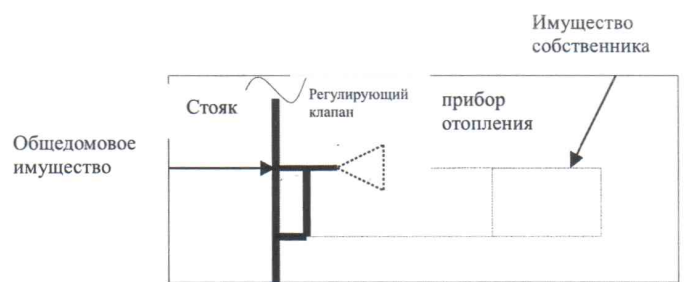 Имущество
собственника
Стояк
Регулирующий
клапан
прибор
отопления
Общедомовое
имущество